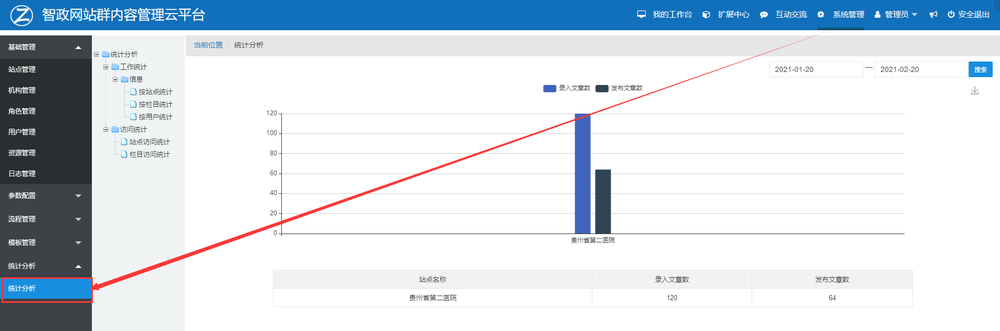 智政网站群内容管理云平台
我的工作台 扩展中心 互动交流 系统管理 管理员 安全退出
基础管理
站点管理
机构管理
角色管理
用户管理
资源管理
日志管理
参数配置
流程管理
模板管理
统计分析
统计分析
统计分析
工作统计
信息
按站点统计
按栏目统计
按用户统计
访问统计
站点访问统计
栏目访问统计
当前位置 / 统计分析
2021-01-20 — 2021-02-20 搜索
录入文章数 发布文章数
120
100
80
60
40
20
0
贵州省第二医院
站点名称 录入文章数 发布文章数
贵州省第二医院 120 64